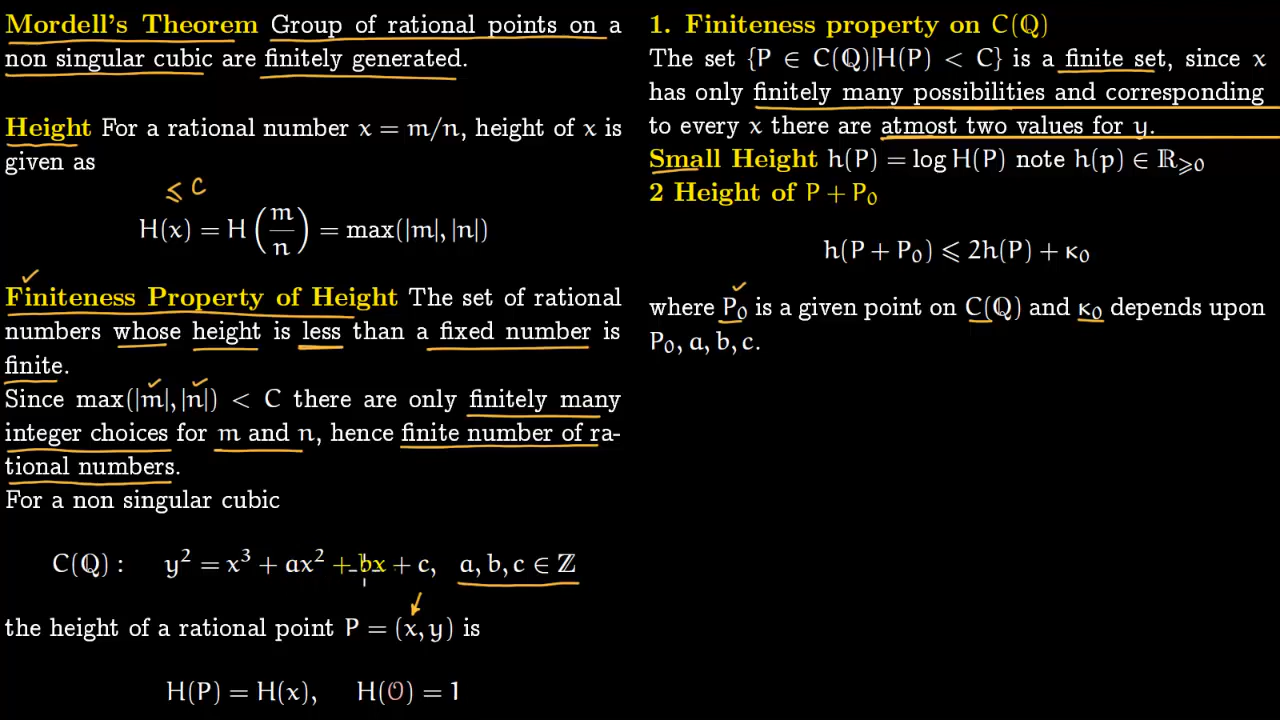 Mordell's Theorem Group of rational points on a
non singular cubic are finitely generated.
Height For a rational number x = m/n, height of x is
given as
⩽ C
H(x) = H (m/n) = max(|m|, |n|)
Finiteness Property of Height The set of rational
numbers whose height is less than a fixed number is
finite.
Since max(|m|, |n|) < C there are only finitely many
integer choices for m and n, hence finite number of ra-
tional numbers.
For a non singular cubic
C(ℚ) : y² = x³ + ax² + bx + c, a, b, c ∈ ℤ
the height of a rational point P = (x, y) is
H(P) = H(x), H(𝒪) = 1
1. Finiteness property on C(ℚ)
The set {P ∈ C(ℚ)|H(P) < C} is a finite set, since x
has only finitely many possibilities and corresponding
to every x there are atmost two values for y.
Small Height h(P) = log H(P) note h(p) ∈ ℝ⩾0
2 Height of P + P₀
h(P + P₀) ⩽ 2h(P) + κ₀
where P₀ is a given point on C(ℚ) and κ₀ depends upon
P₀, a, b, c.